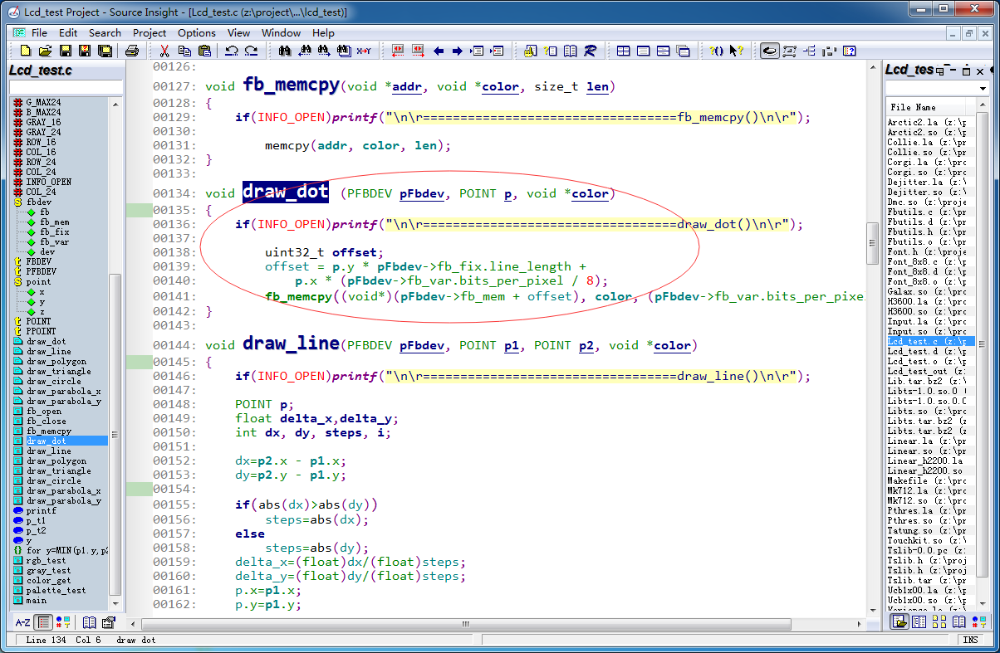 Lcd_test Project - Source Insight - [Lcd_test.c (z:\project\...\lcd_test)]
File Edit Search Project Options View Window Help
Lcd_test.c
G_MAX24
B_MAX24
GRAY_16
GRAY_24
ROW_16
COL_16
ROW_24
COL_24
INFO_OPEN
COL_24
fbdev
fb
fb_mem
fb_fix
fb_var
dev
FBDEV
PFBDEV
point
x
y
z
POINT
PPOINT
draw_dot
draw_line
draw_polygon
draw_triangle
draw_circle
draw_parabola_x
draw_parabola_y
fb_open
fb_close
fb_memcpy
draw_dot
draw_line
draw_polygon
draw_triangle
draw_circle
draw_parabola_x
draw_parabola_y
printf
p_t1
p_t2
y
for y=MIN(p1.y,p2
rgb_test
gray_test
color_get
palette_test
main
A-Z
00126:
00127: void fb_memcpy(void *addr, void *color, size_t len)
00128: {
00129: if(INFO_OPEN)printf("\n\r==================================fb_memcpy()\n\r");
00130:
00131: memcpy(addr, color, len);
00132: }
00133:
00134: void draw_dot (PFBDEV pFbdev, POINT p, void *color)
00135: {
00136: if(INFO_OPEN)printf("\n\r==================================draw_dot()\n\r");
00137:
00138: uint32_t offset;
00139: offset = p.y * pFbdev->fb_fix.line_length +
00140: p.x * (pFbdev->fb_var.bits_per_pixel / 8);
00141: fb_memcpy((void*)(pFbdev->fb_mem + offset), color, (pFbdev->fb_var.bits_per_pixel
00142: }
00143:
00144: void draw_line(PFBDEV pFbdev, POINT p1, POINT p2, void *color)
00145: {
00146: if(INFO_OPEN)printf("\n\r==================================draw_line()\n\r");
00147:
00148: POINT p;
00149: float delta_x,delta_y;
00150: int dx, dy, steps, i;
00151:
00152: dx=p2.x - p1.x;
00153: dy=p2.y - p1.y;
00154:
00155: if(abs(dx)>abs(dy))
00156: steps=abs(dx);
00157: else
00158: steps=abs(dy);
00159: delta_x=(float)dx/(float)steps;
00160: delta_y=(float)dy/(float)steps;
00161: p.x=p1.x;
00162: p.y=p1.y;
Lcd_tes
File Name
Arctic2.la (z:\p
Arctic2.so (z:\p
Collie.la (z:\pr
Collie.so (z:\pr
Corgi.la (z:\pro
Corgi.so (z:\pro
Dejitter.la (z:\
Dejitter.so (z:\
Dmc.so (z:\proje
Fbutils.c (z:\pr
Fbutils.d (z:\pr
Fbutils.h (z:\pr
Fbutils.o (z:\pr
Font.h (z:\proje
Font_8x8.c (z:\p
Font_8x8.d (z:\p
Font_8x8.o (z:\p
Galax.so (z:\pro
H3600.la (z:\pro
H3600.so (z:\pro
Input.la (z:\pro
Input.so (z:\pro
Lcd_test.c (z:\p
Lcd_test.d (z:\p
Lcd_test.o (z:\p
Lcd_test_out (z:
Lib.tar.bz2 (z:\
Libts-1.0.so.0 (
Libts-1.0.so.0.0
Libts.so (z:\pro
Libts.tar.bz2 (z
Libts.tar.bz2 (z
Linear.la (z:\pr
Linear.so (z:\pr
Linear_h2200.la
Linear_h2200.so
Makefile (z:\pro
Mk712.la (z:\pro
Mk712.so (z:\pro
Pthres.la (z:\pr
Pthres.so (z:\pr
Tatung.so (z:\pr
Touchkit.so (z:\
Tslib-0.0.pc (z:
Tslib.h (z:\proj
Tslib.h (z:\proj
Tslib.tar (z:\pr
Ucb1x00.la (z:\p
Ucb1x00.so (z:\p
Line 134 Col 6 draw dot
INS